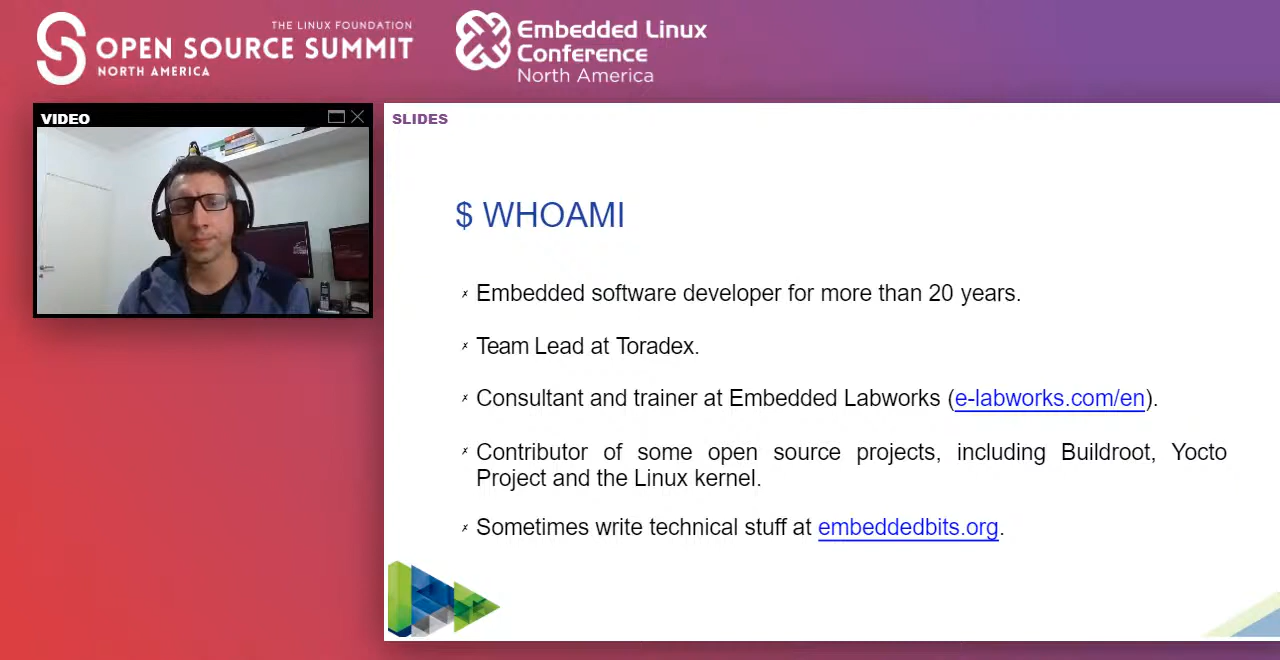 THE LINUX FOUNDATION
OPEN SOURCE SUMMIT
NORTH AMERICA
Embedded Linux
Conference
North America
VIDEO
SLIDES
$ WHOAMI
✗ Embedded software developer for more than 20 years.
✗ Team Lead at Toradex.
✗ Consultant and trainer at Embedded Labworks (e-labworks.com/en).
✗ Contributor of some open source projects, including Buildroot, Yocto
Project and the Linux kernel.
✗ Sometimes write technical stuff at embeddedbits.org.